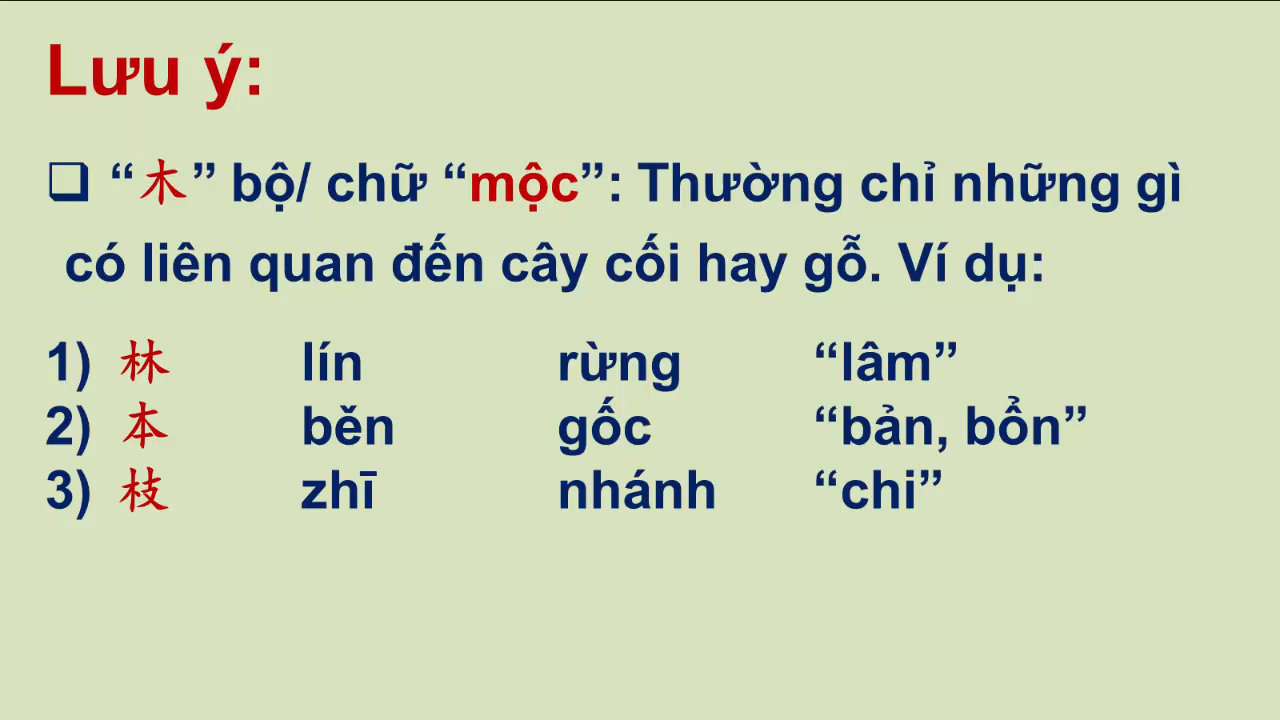 Lưu ý:
❑ “木” bộ/ chữ “mộc”: Thường chỉ những gì
có liên quan đến cây cối hay gỗ. Ví dụ:
1) 林 lín rừng “lâm”
2) 本 běn gốc “bản, bổn”
3) 枝 zhī nhánh “chi”